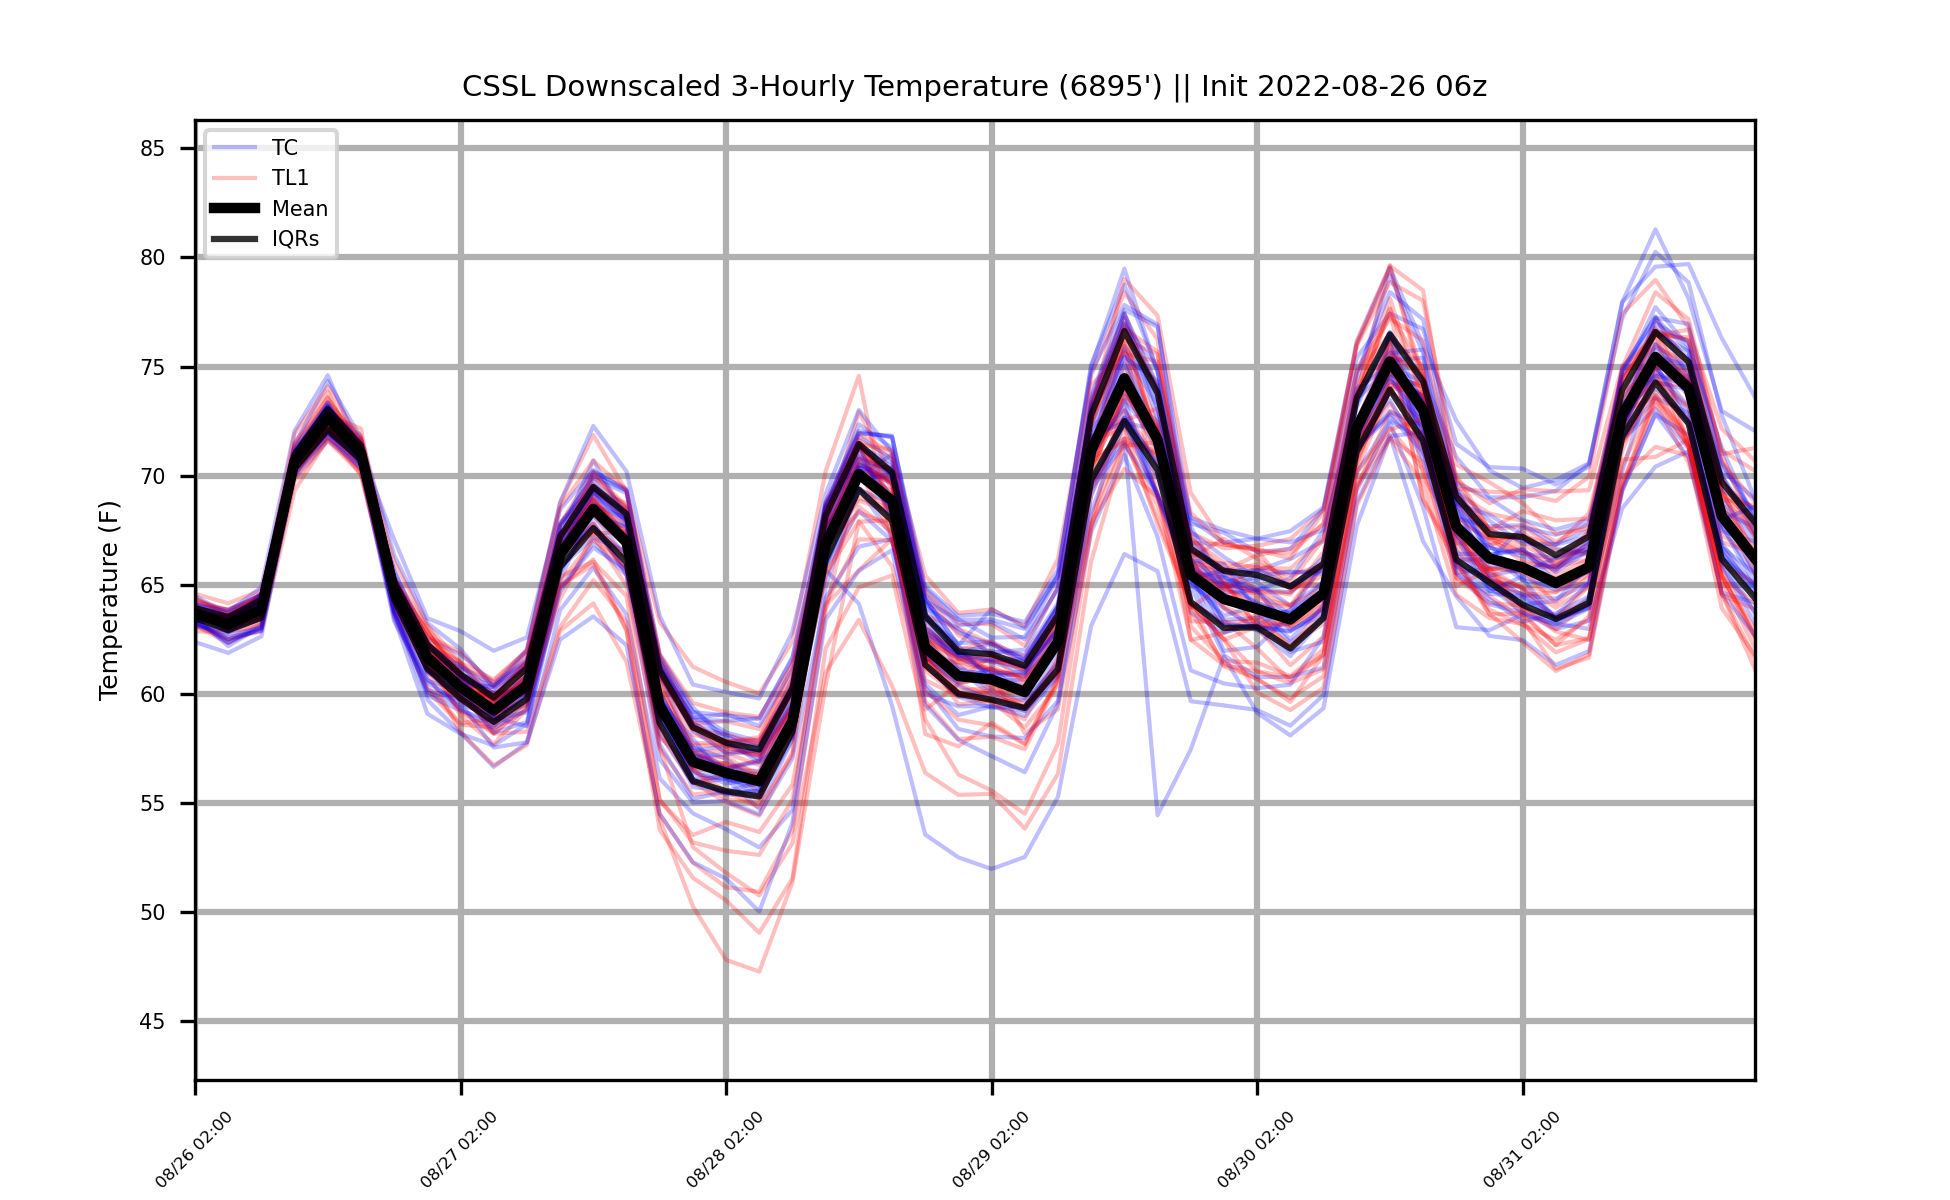 CSSL Downscaled 3-Hourly Temperature (6895') || Init 2022-08-26 06z
TC
TL1
Mean
IQRs
Temperature (F)
85
80
75
70
65
60
55
50
45
08/26 02:00
08/27 02:00
08/28 02:00
08/29 02:00
08/30 02:00
08/31 02:00